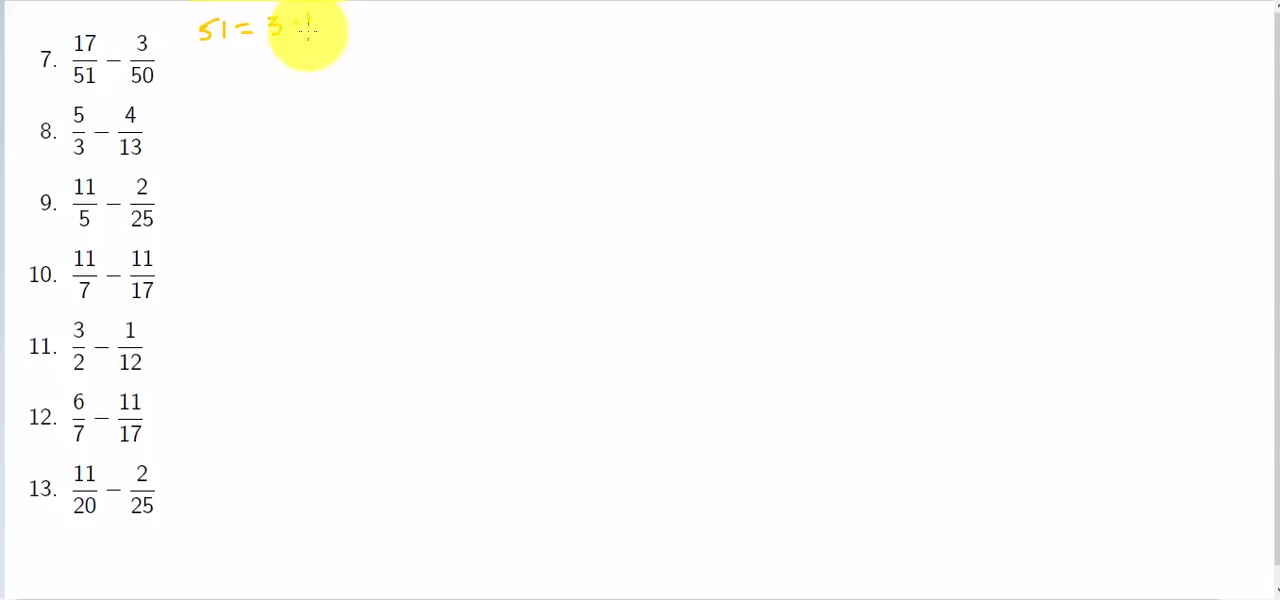 51 = 3
7. 17/51 − 3/50
8. 5/3 − 4/13
9. 11/5 − 2/25
10. 11/7 − 11/17
11. 3/2 − 1/12
12. 6/7 − 11/17
13. 11/20 − 2/25